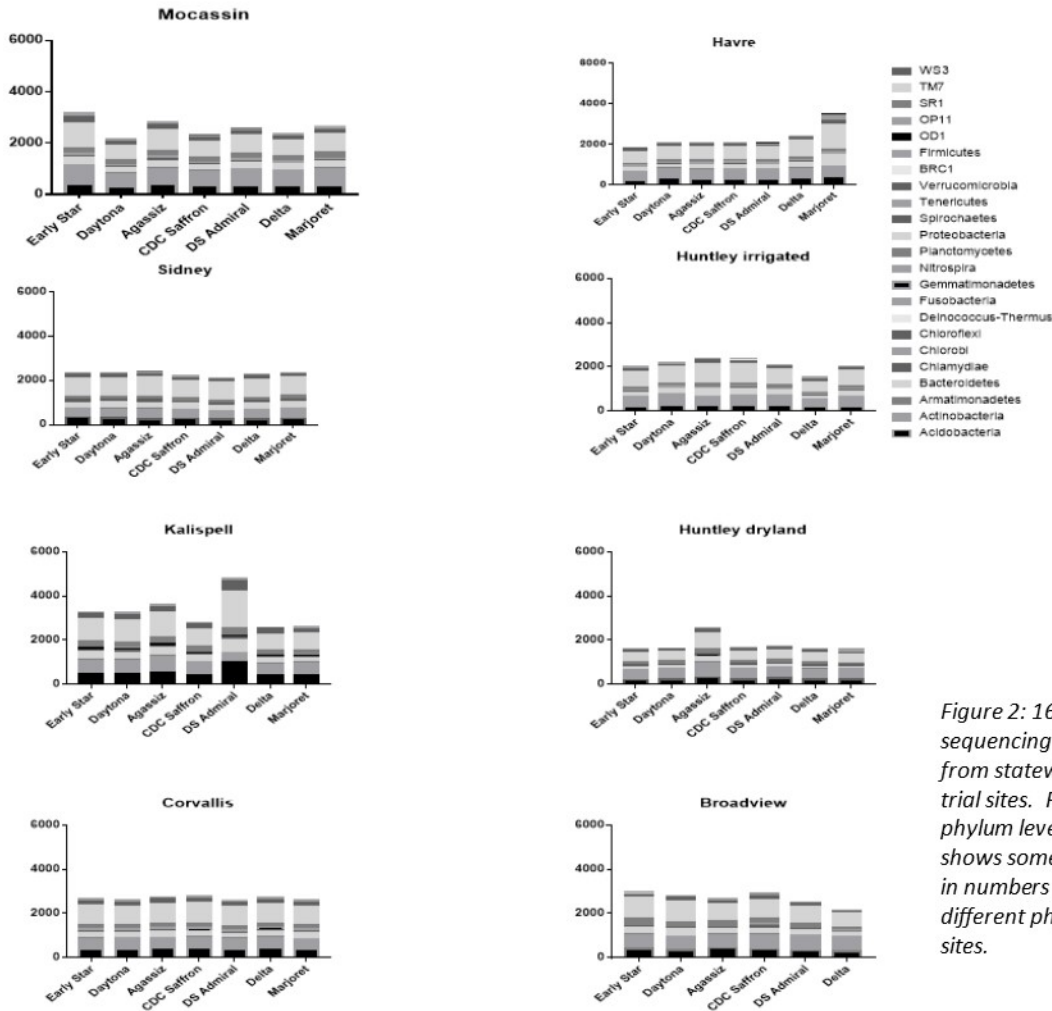 Mocassin
6000
4000
2000
0
Early Star
Daytona
Agassiz
CDC Saffron
DS Admiral
Delta
Marjoret
Havre
6000
4000
2000
0
Early Star
Daytona
Agassiz
CDC Saffron
DS Admiral
Delta
Marjoret
WS3
TM7
SR1
OP11
OD1
Firmicutes
BRC1
Verrucomicrobia
Tenericutes
Spirochaetes
Proteobacteria
Planctomycetes
Nitrospira
Gemmatimonadetes
Fusobacteria
Deinococcus-Thermus
Chloroflexi
Chlorobi
Chlamydiae
Bacteroidetes
Armatimonadetes
Actinobacteria
Acidobacteria
Sidney
6000
4000
2000
0
Early Star
Daytona
Agassiz
CDC Saffron
DS Admiral
Delta
Marjoret
Huntley irrigated
6000
4000
2000
0
Early Star
Daytona
Agassiz
CDC Saffron
DS Admiral
Delta
Marjoret
Kalispell
6000
4000
2000
0
Early Star
Daytona
Agassiz
CDC Saffron
DS Admiral
Delta
Marjoret
Huntley dryland
6000
4000
2000
0
Early Star
Daytona
Agassiz
CDC Saffron
DS Admiral
Delta
Marjoret
Corvallis
6000
4000
2000
0
Early Star
Daytona
Agassiz
CDC Saffron
DS Admiral
Delta
Marjoret
Broadview
6000
4000
2000
0
Early Star
Daytona
Agassiz
CDC Saffron
DS Admiral
Delta
Figure 2: 16
sequencing
from statew
trial sites.
phylum leve
shows some
in numbers
different ph
sites.